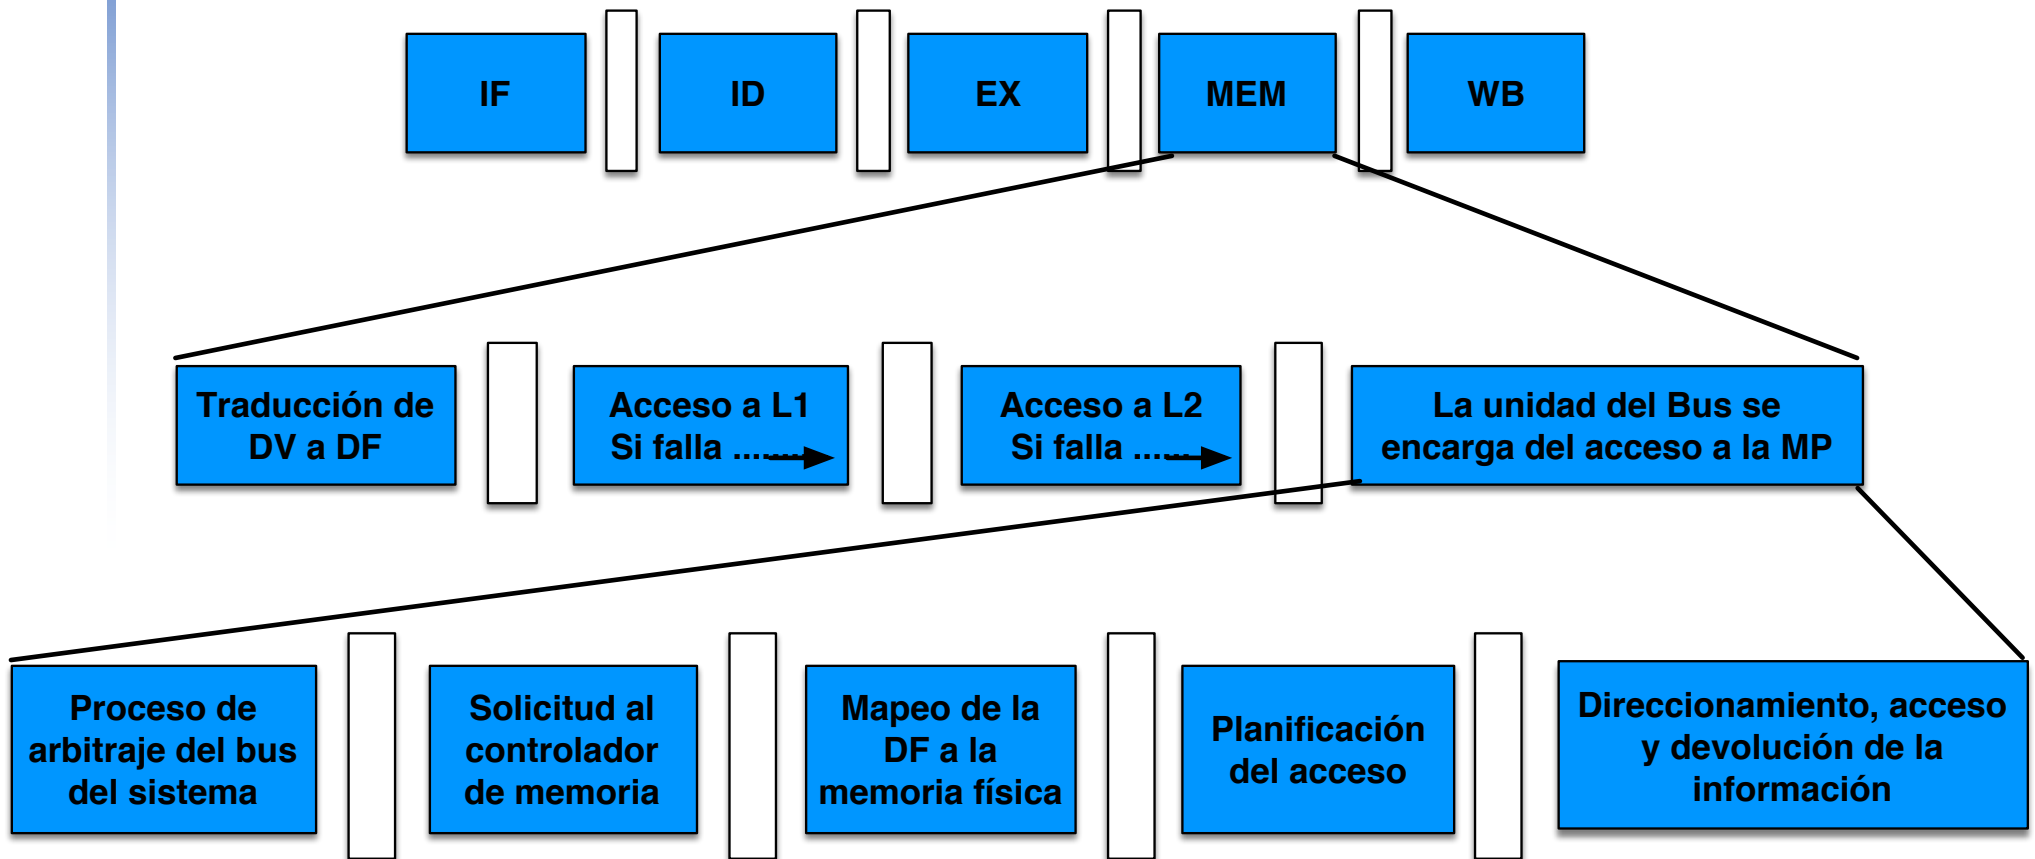 IF
ID
EX
MEM
WB
Traducción de
DV a DF
Acceso a L1
Si falla ........
Acceso a L2
Si falla ......
La unidad del Bus se
encarga del acceso a la MP
Proceso de
arbitraje del bus
del sistema
Solicitud al
controlador
de memoria
Mapeo de la
DF a la
memoria física
Planificación
del acceso
Direccionamiento, acceso
y devolución de la
información